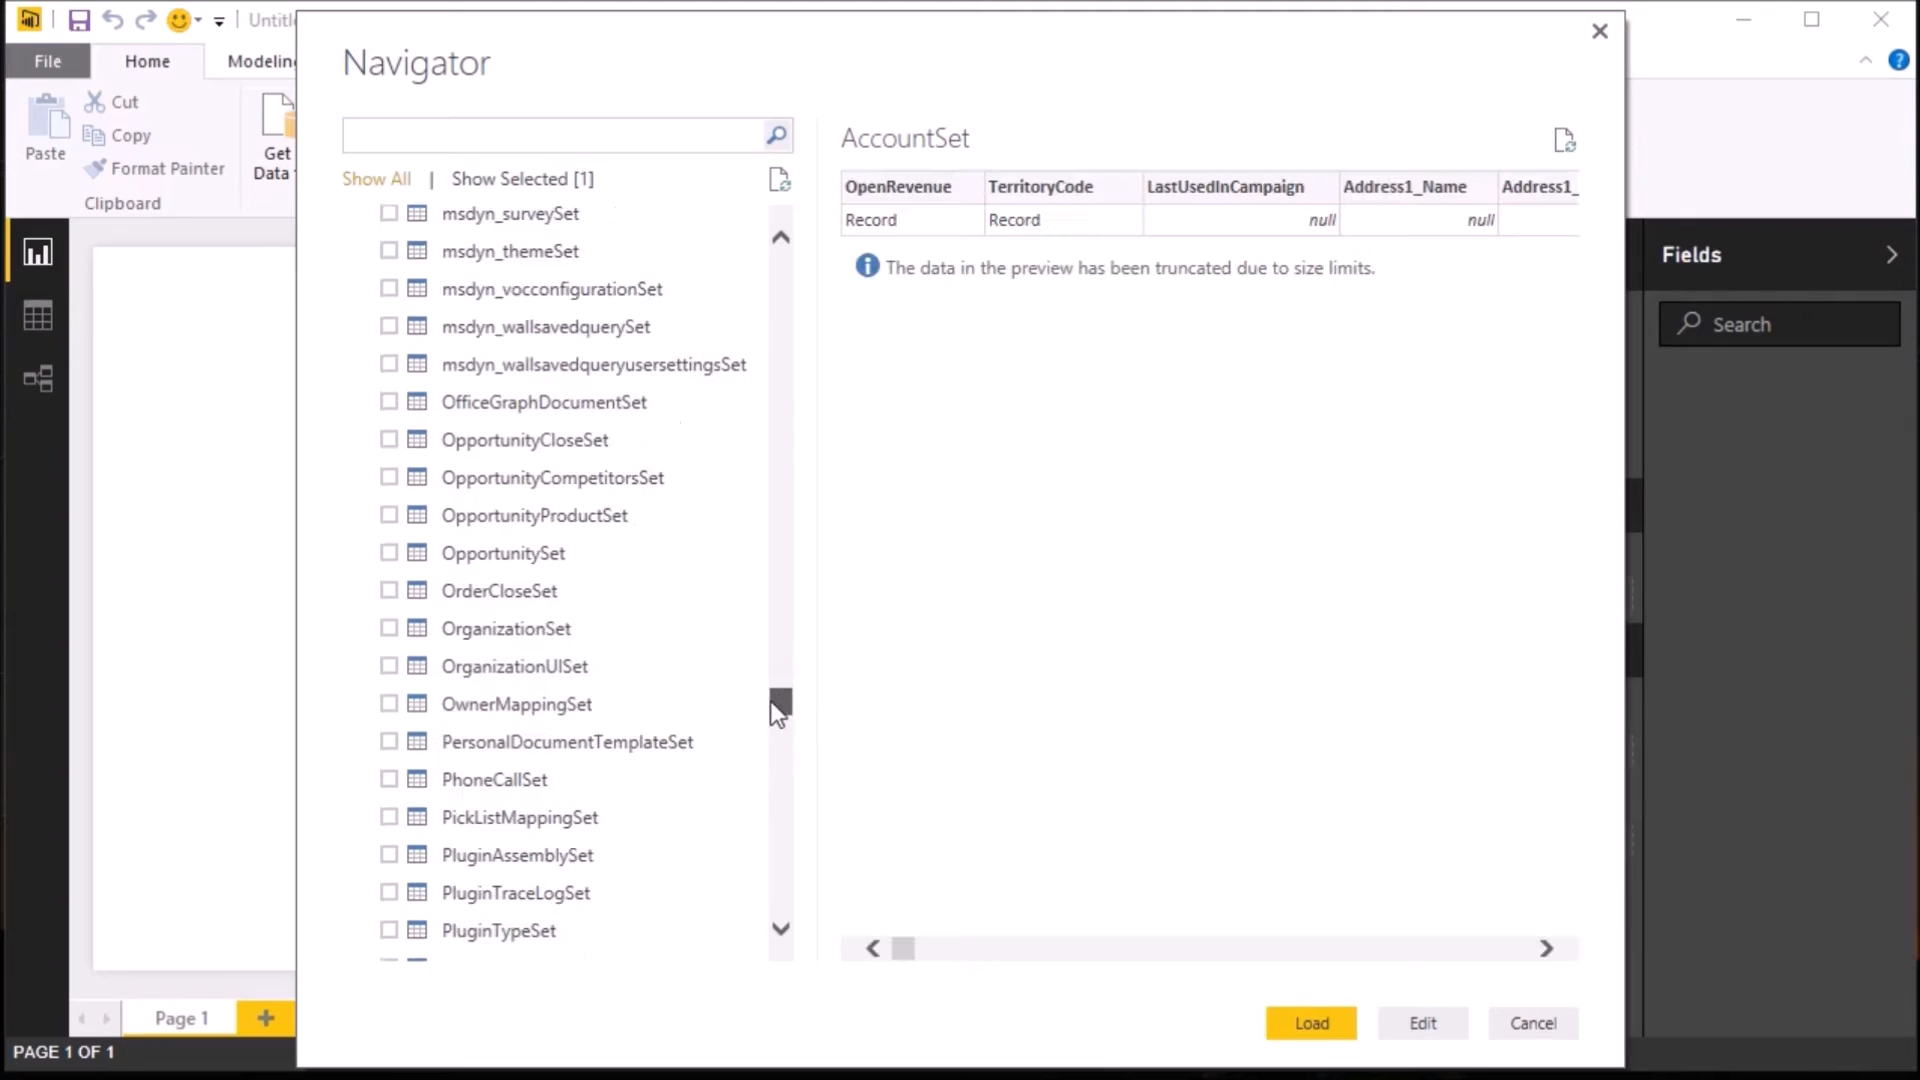 Untitl
File
Home
Modeling
Paste
Cut
Copy
Format Painter
Clipboard
Get
Data
Navigator
Show All | Show Selected [1]
msdyn_surveySet
msdyn_themeSet
msdyn_vocconfigurationSet
msdyn_wallsavedquerySet
msdyn_wallsavedqueryusersettingsSet
OfficeGraphDocumentSet
OpportunityCloseSet
OpportunityCompetitorsSet
OpportunityProductSet
OpportunitySet
OrderCloseSet
OrganizationSet
OrganizationUISet
OwnerMappingSet
PersonalDocumentTemplateSet
PhoneCallSet
PickListMappingSet
PluginAssemblySet
PluginTraceLogSet
PluginTypeSet
AccountSet
OpenRevenue TerritoryCode LastUsedInCampaign Address1_Name Address1_
Record Record null null
The data in the preview has been truncated due to size limits.
Load
Edit
Cancel
Fields
Search
Page 1
PAGE 1 OF 1